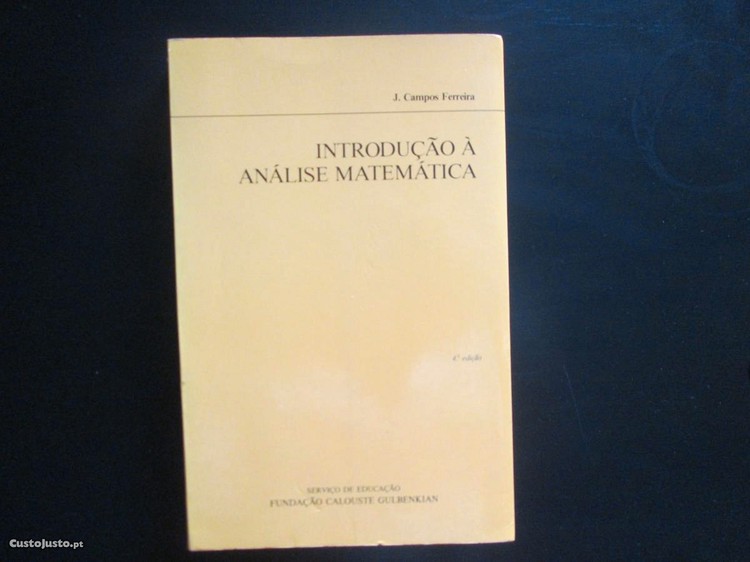 J. Campos Ferreira
INTRODUÇÃO À
ANÁLISE MATEMÁTICA
4.ª edição
SERVIÇO DE EDUCAÇÃO
FUNDAÇÃO CALOUSTE GULBENKIAN
CustoJusto.pt